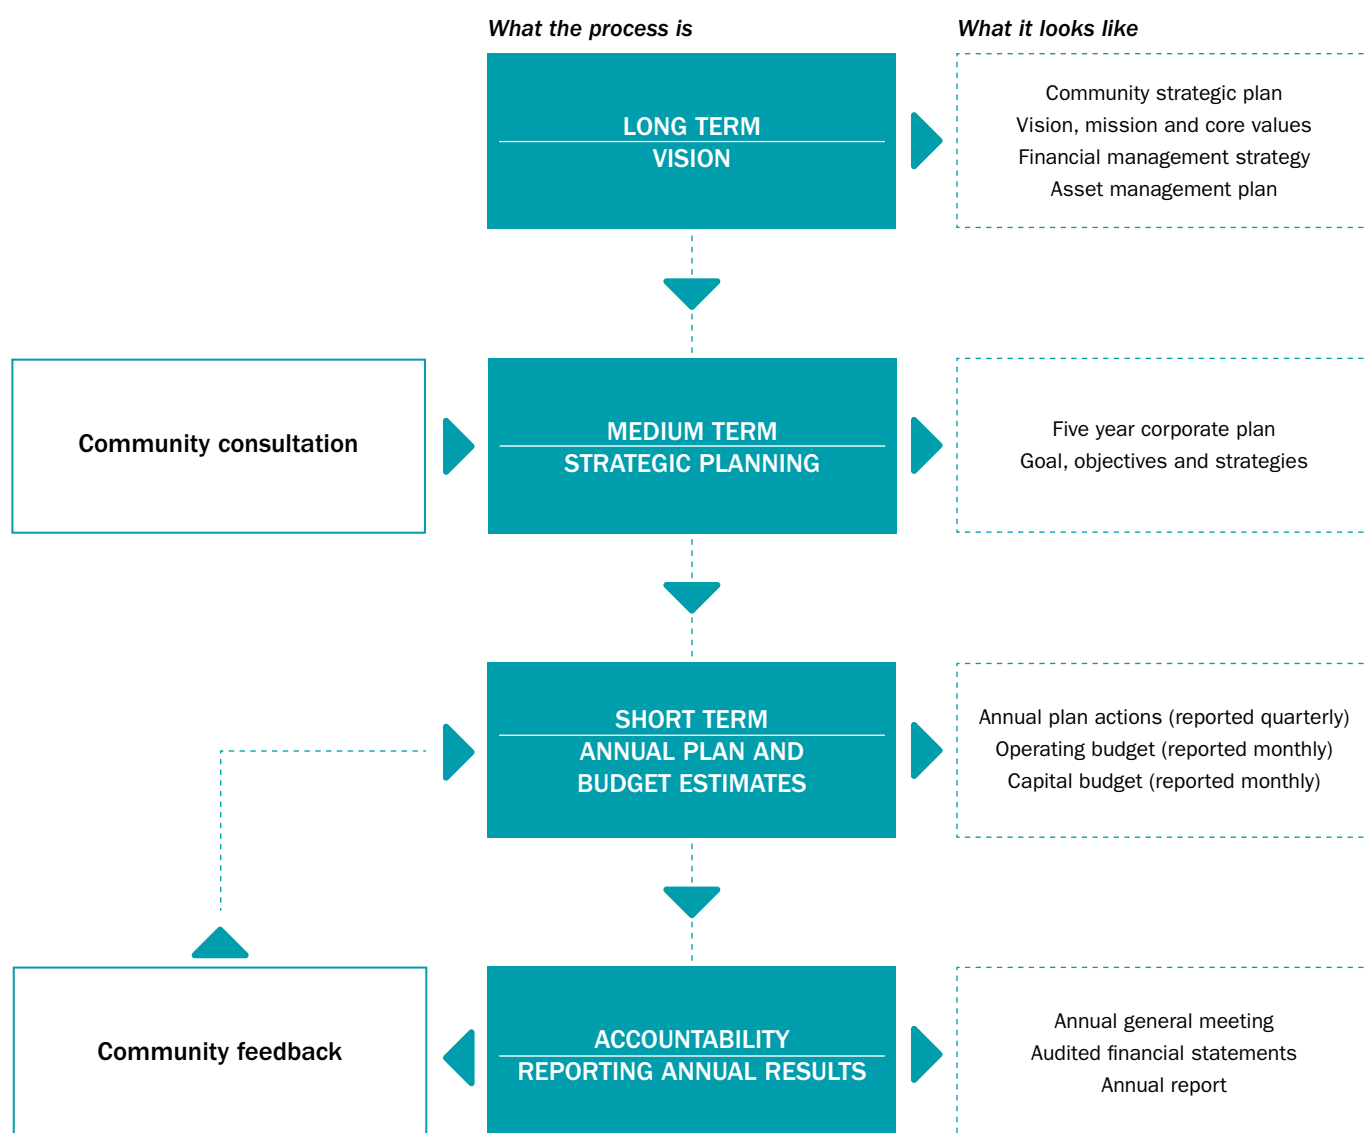 What the process is
What it looks like
LONG TERM
VISION
Community strategic plan
Vision, mission and core values
Financial management strategy
Asset management plan
Community consultation
MEDIUM TERM
STRATEGIC PLANNING
Five year corporate plan
Goal, objectives and strategies
SHORT TERM
ANNUAL PLAN AND
BUDGET ESTIMATES
Annual plan actions (reported quarterly)
Operating budget (reported monthly)
Capital budget (reported monthly)
Community feedback
ACCOUNTABILITY
REPORTING ANNUAL RESULTS
Annual general meeting
Audited financial statements
Annual report